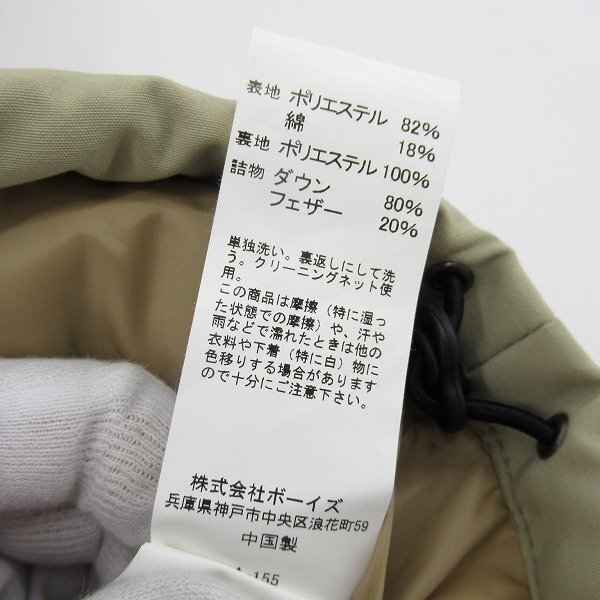 表地 ポリエステル 82%
綿 18%
裏地 ポリエステル 100%
詰物 ダウン 80%
フェザー 20%
単独洗い。裏返しにして洗
う。クリーニングネット使
用。
この商品は摩擦（特に湿っ
た状態での摩擦）や、汗や
雨などで濡れたときは他の
衣料や下着（特に白）物に
色移りする場合があります
ので十分にご注意下さい。
株式会社ボーイズ
兵庫県神戸市中央区浪花町59
中国製
155